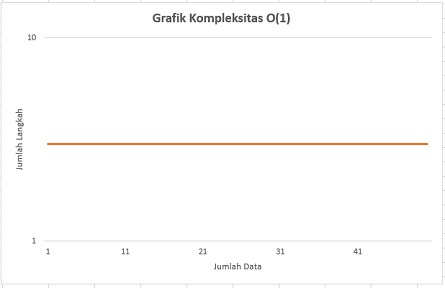 Grafik Kompleksitas O(1)
10
Jumlah Langkah
1
1 11 21 31 41
Jumlah Data